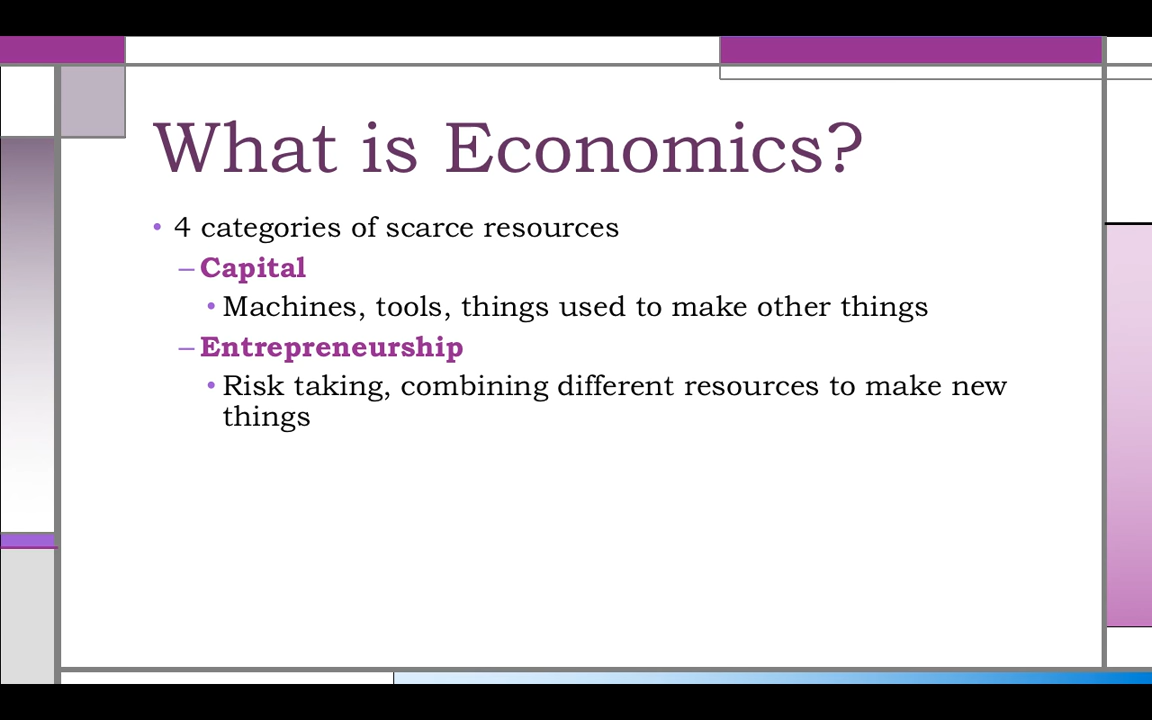 What is Economics?
• 4 categories of scarce resources
– Capital
• Machines, tools, things used to make other things
– Entrepreneurship
• Risk taking, combining different resources to make new
things